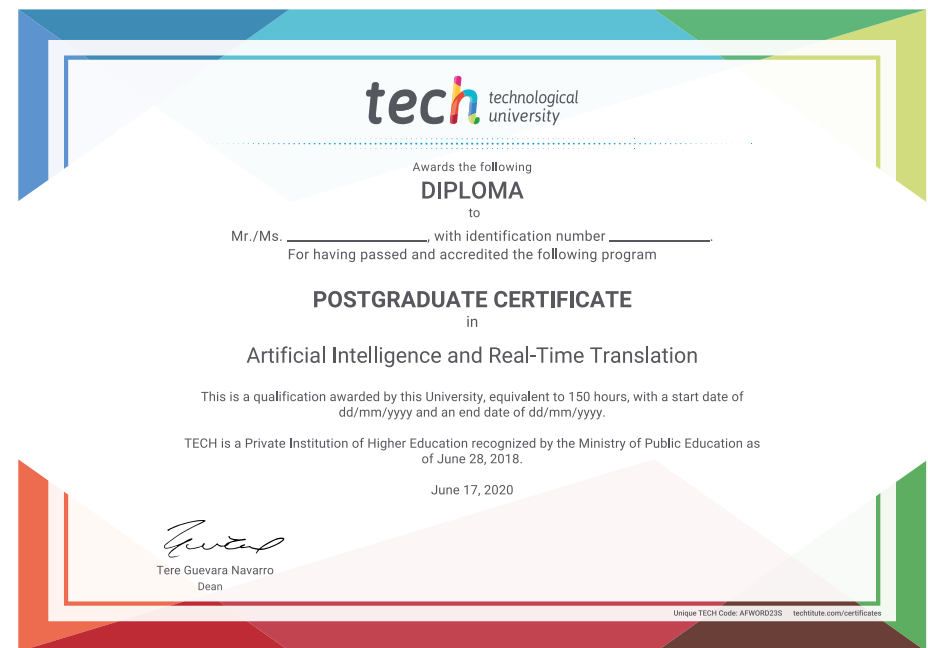 tech technological
university
Awards the following
DIPLOMA
to
Mr./Ms. ____________, with identification number ____________.
For having passed and accredited the following program
POSTGRADUATE CERTIFICATE
in
Artificial Intelligence and Real-Time Translation
This is a qualification awarded by this University, equivalent to 150 hours, with a start date of
dd/mm/yyyy and an end date of dd/mm/yyyy.
TECH is a Private Institution of Higher Education recognized by the Ministry of Public Education as
of June 28, 2018.
June 17, 2020
Tere Guevara Navarro
Dean
Unique TECH Code: AFWORD23S techtitute.com/certificates